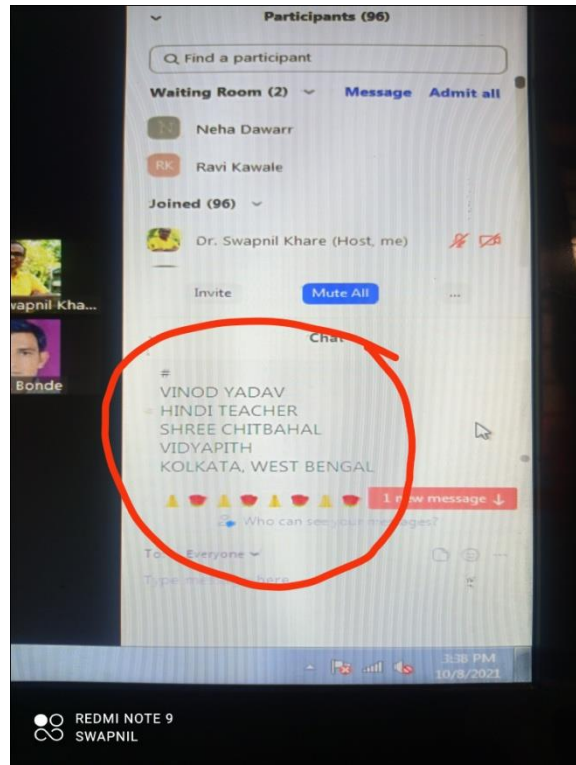 Participants (96)
Find a participant
Waiting Room (2) Message Admit all
N Neha Dawarr
RK Ravi Kawale
Joined (96)
Dr. Swapnil Khare (Host, me)
wapnil Kha...
Invite Mute All ...
Bonde
Chat
#
VINOD YADAV
HINDI TEACHER
SHREE CHITBAHAL
VIDYAPITH
KOLKATA, WEST BENGAL
1 new message ↓
Who can see your messages?
To: Everyone
Type message here
3:38 PM
10/8/2021
REDMI NOTE 9
SWAPNIL